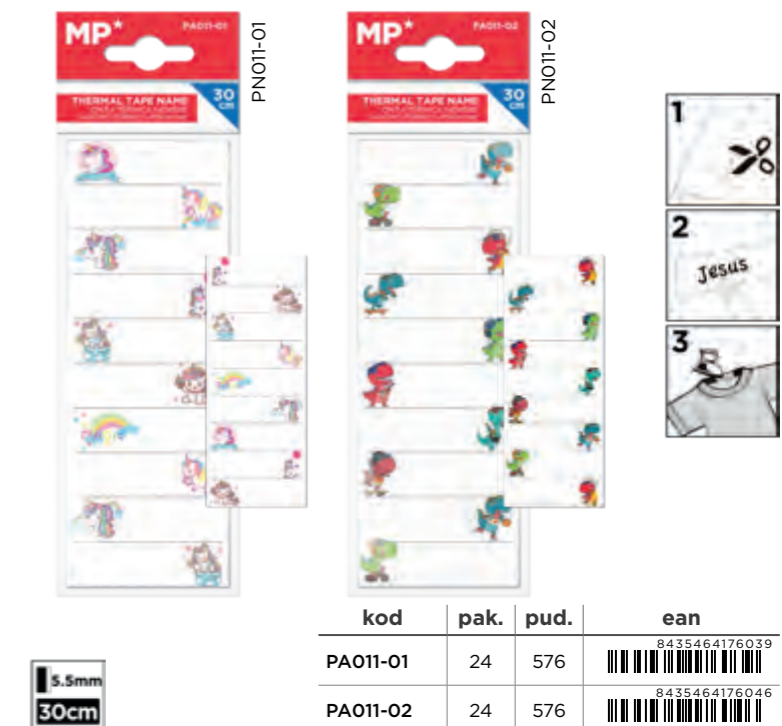 MP*
PA011-01
THERMAL TAPE NAME
30
cm
PN011-01
MP*
PA011-02
THERMAL TAPE NAME
30
cm
PN011-02
1
2
Jesus
3
5.5mm
30cm
kod pak. pud. ean
PA011-01 24 576 8435464176039
PA011-02 24 576 8435464176046